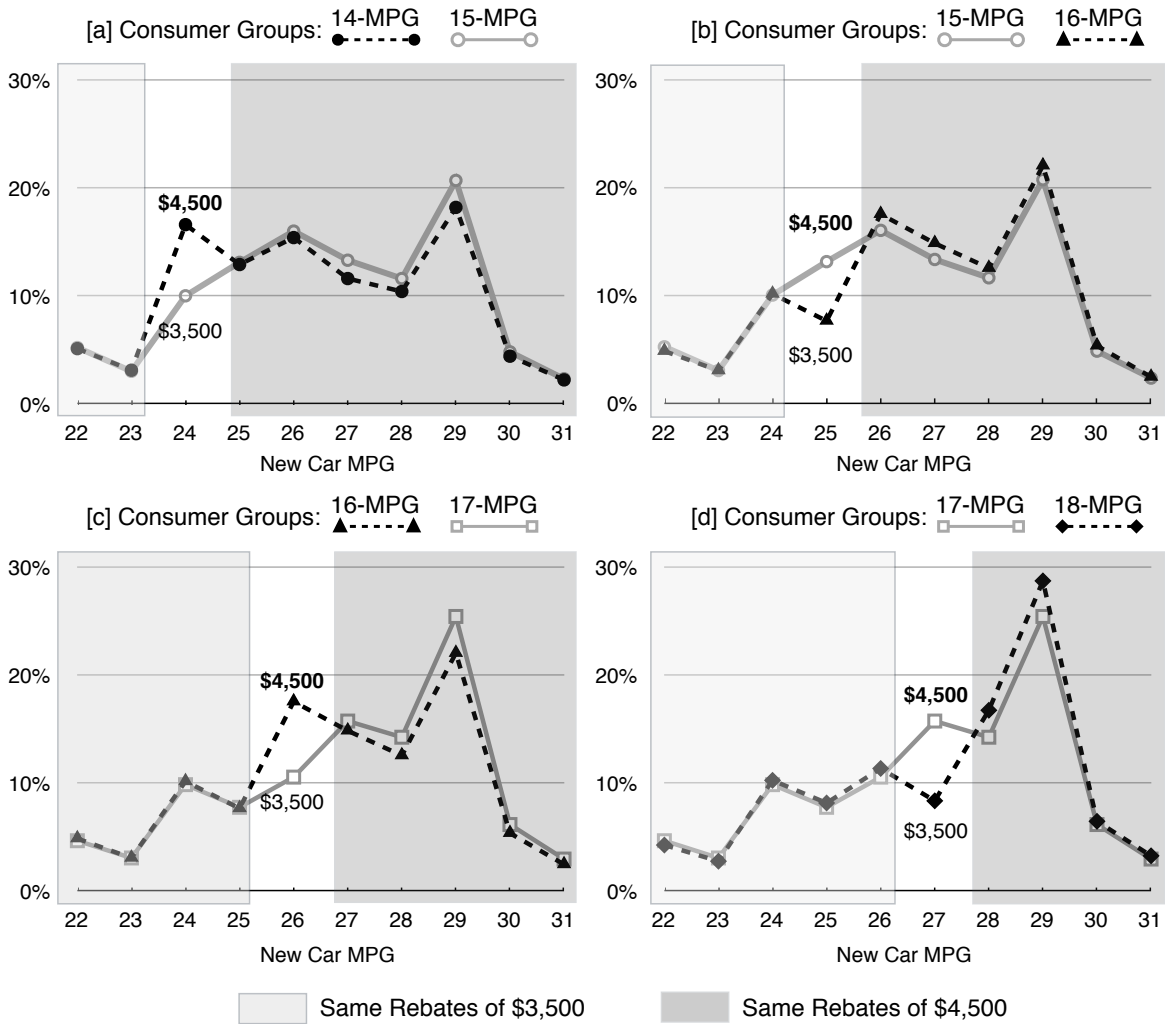 [a] Consumer Groups: 14-MPG 15-MPG
30%
20%
10%
0%
$4,500
$3,500
22 23 24 25 26 27 28 29 30 31
New Car MPG
[b] Consumer Groups: 15-MPG 16-MPG
30%
20%
10%
0%
$4,500
$3,500
22 23 24 25 26 27 28 29 30 31
New Car MPG
[c] Consumer Groups: 16-MPG 17-MPG
30%
20%
10%
0%
$4,500
$3,500
22 23 24 25 26 27 28 29 30 31
New Car MPG
[d] Consumer Groups: 17-MPG 18-MPG
30%
20%
10%
0%
$4,500
$3,500
22 23 24 25 26 27 28 29 30 31
New Car MPG
Same Rebates of $3,500
Same Rebates of $4,500